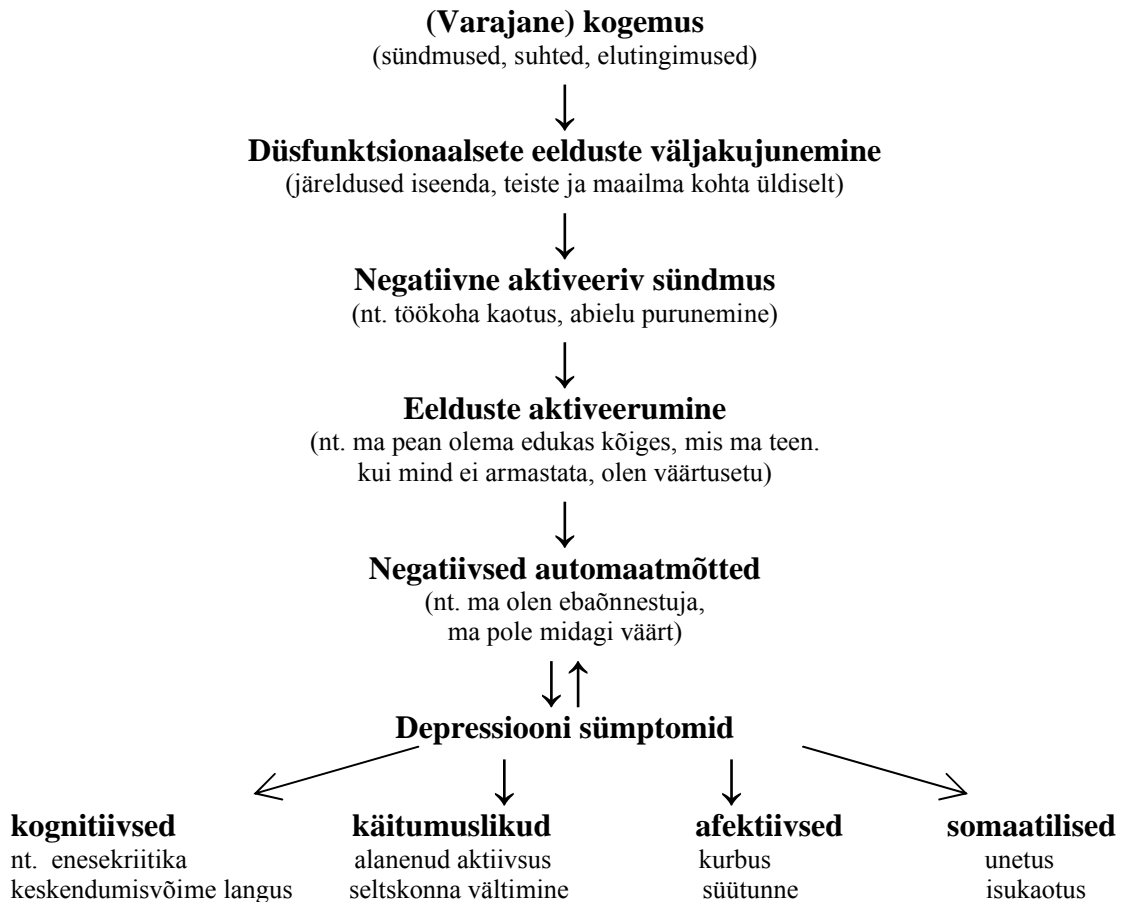 (Varajane) kogemus
(sündmused, suhted, elutingimused)
Düsfunktsionaalsete eelduste väljakujunemine
(järeldused iseenda, teiste ja maailma kohta üldiselt)
Negatiivne aktiveeriv sündmus
(nt. töökoha kaotus, abielu purunemine)
Eelduste aktiveerumine
(nt. ma pean olema edukas kõiges, mis ma teen.
kui mind ei armastata, olen väärtusetu)
Negatiivsed automaatmõtted
(nt. ma olen ebaõnnestuja,
ma pole midagi väärt)
Depressiooni sümptomid
kognitiivsed käitumuslikud afektiivsed somaatilised
nt. enesekriitika alanenud aktiivsus kurbus unetus
keskendumisvõime langus seltskonna vältimine süütunne isukaotus